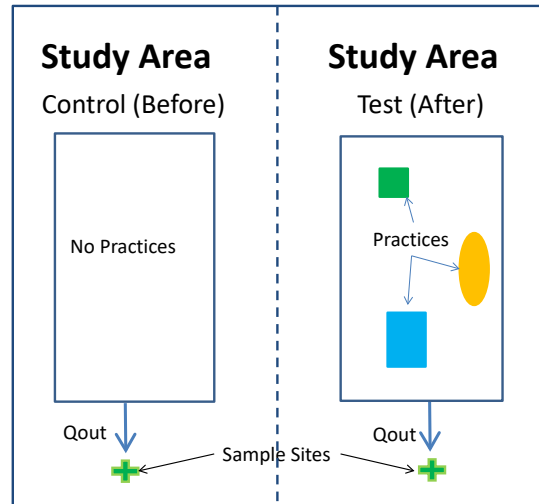 Study Area
Control (Before)
No Practices
Qout
Study Area
Test (After)
Practices
Qout
Sample Sites